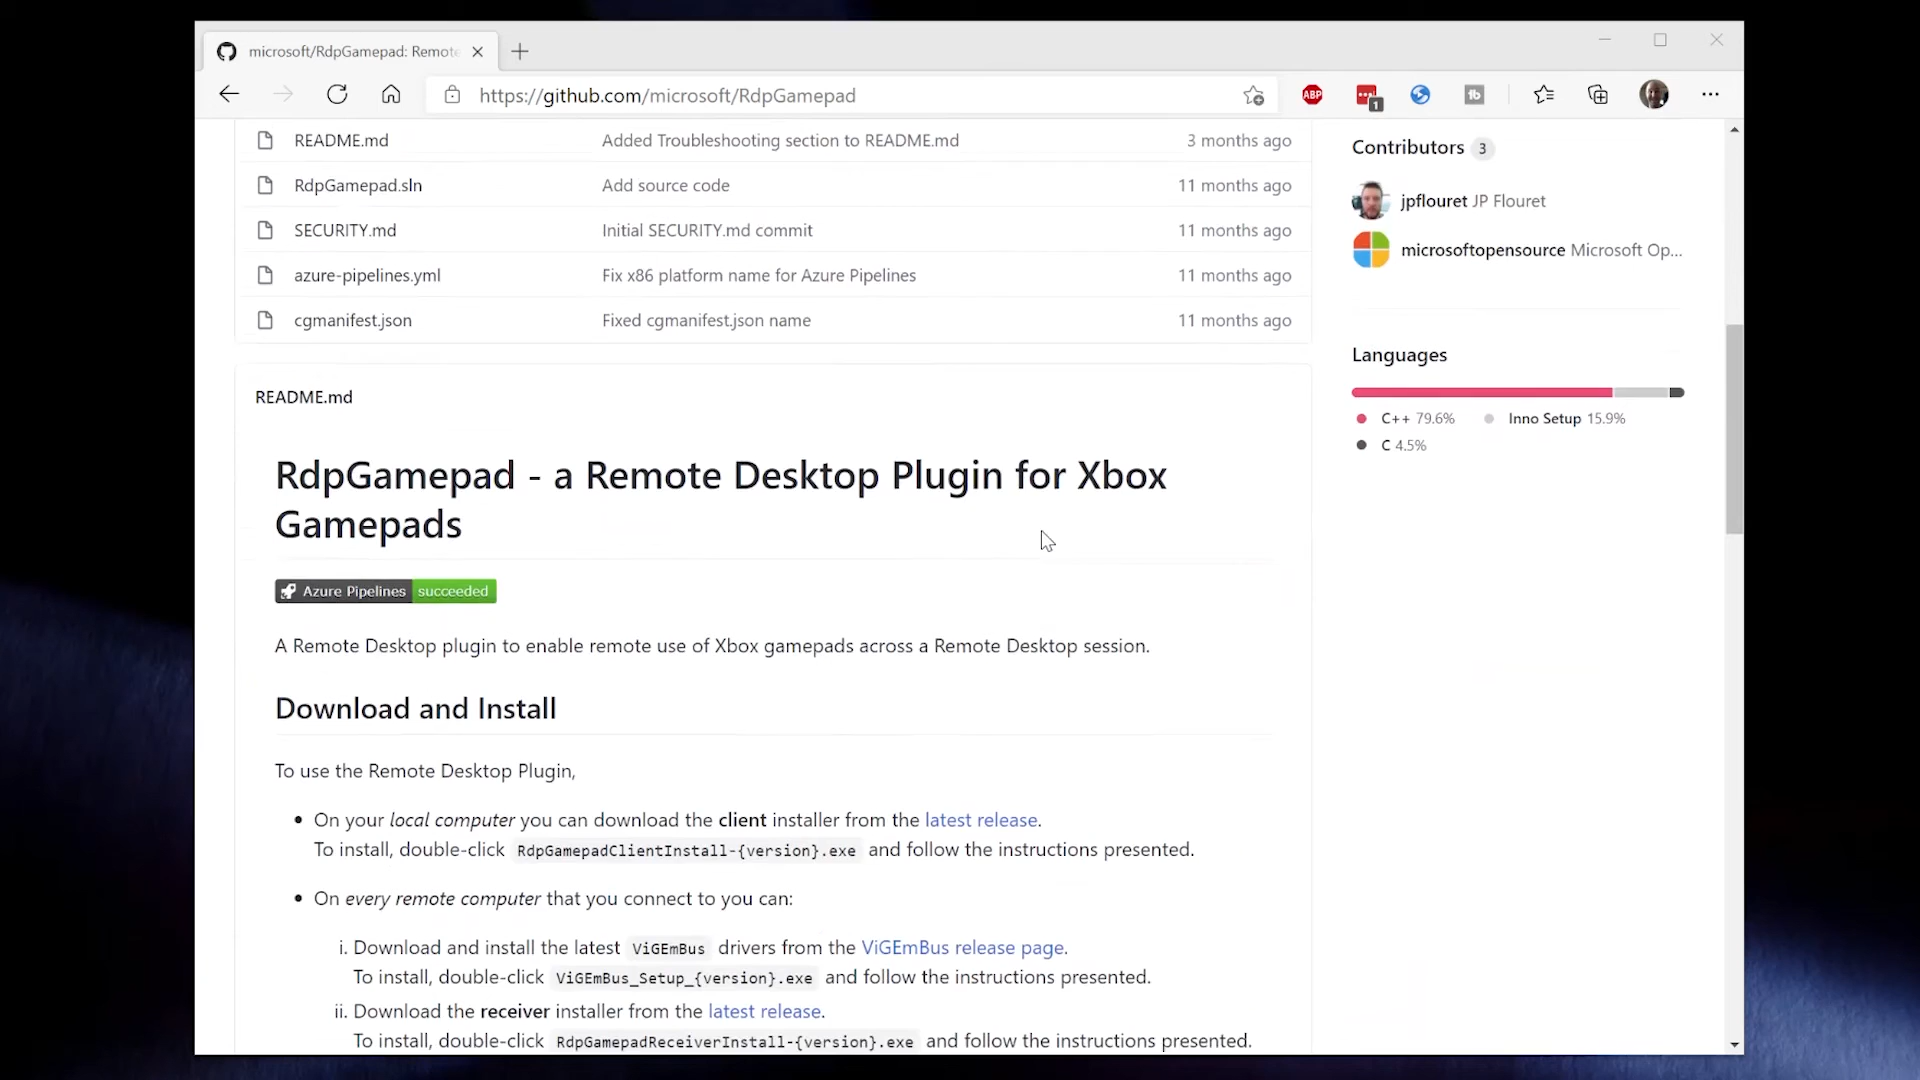 microsoft/RdpGamepad: Remote
https://github.com/microsoft/RdpGamepad
ABP
1
tb
README.md Added Troubleshooting section to README.md 3 months ago
RdpGamepad.sln Add source code 11 months ago
SECURITY.md Initial SECURITY.md commit 11 months ago
azure-pipelines.yml Fix x86 platform name for Azure Pipelines 11 months ago
cgmanifest.json Fixed cgmanifest.json name 11 months ago
Contributors 3
jpflouret JP Flouret
microsoftopensource Microsoft Op...
Languages
C++ 79.6% Inno Setup 15.9%
C 4.5%
README.md
RdpGamepad - a Remote Desktop Plugin for Xbox
Gamepads
Azure Pipelines succeeded
A Remote Desktop plugin to enable remote use of Xbox gamepads across a Remote Desktop session.
Download and Install
To use the Remote Desktop Plugin,
• On your local computer you can download the client installer from the latest release.
To install, double-click RdpGamepadClientInstall-{version}.exe and follow the instructions presented.
• On every remote computer that you connect to you can:
i. Download and install the latest ViGEmBus drivers from the ViGEmBus release page.
To install, double-click ViGEmBus_Setup_{version}.exe and follow the instructions presented.
ii. Download the receiver installer from the latest release.
To install, double-click RdpGamepadReceiverInstall-{version}.exe and follow the instructions presented.